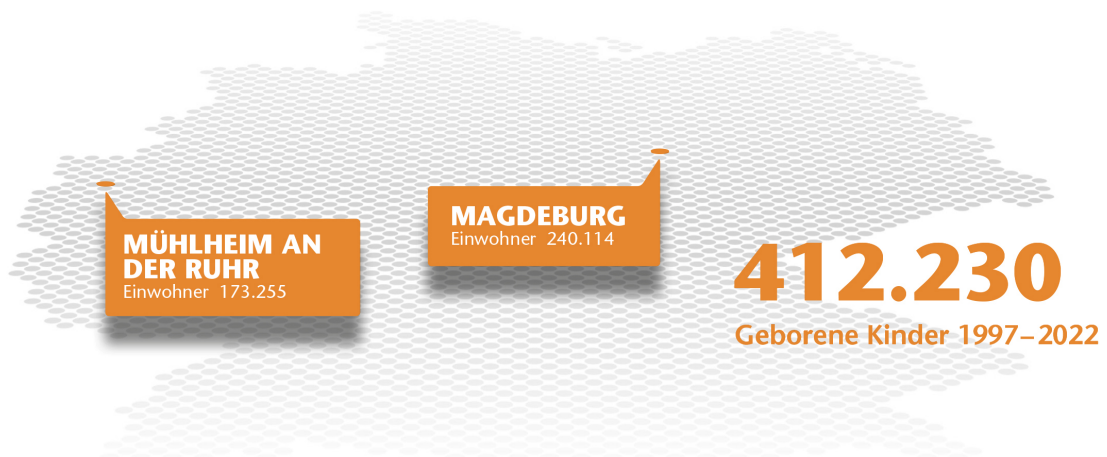 MÜHLHEIM AN
DER RUHR
Einwohner 173.255
MAGDEBURG
Einwohner 240.114
412.230
Geborene Kinder 1997–2022